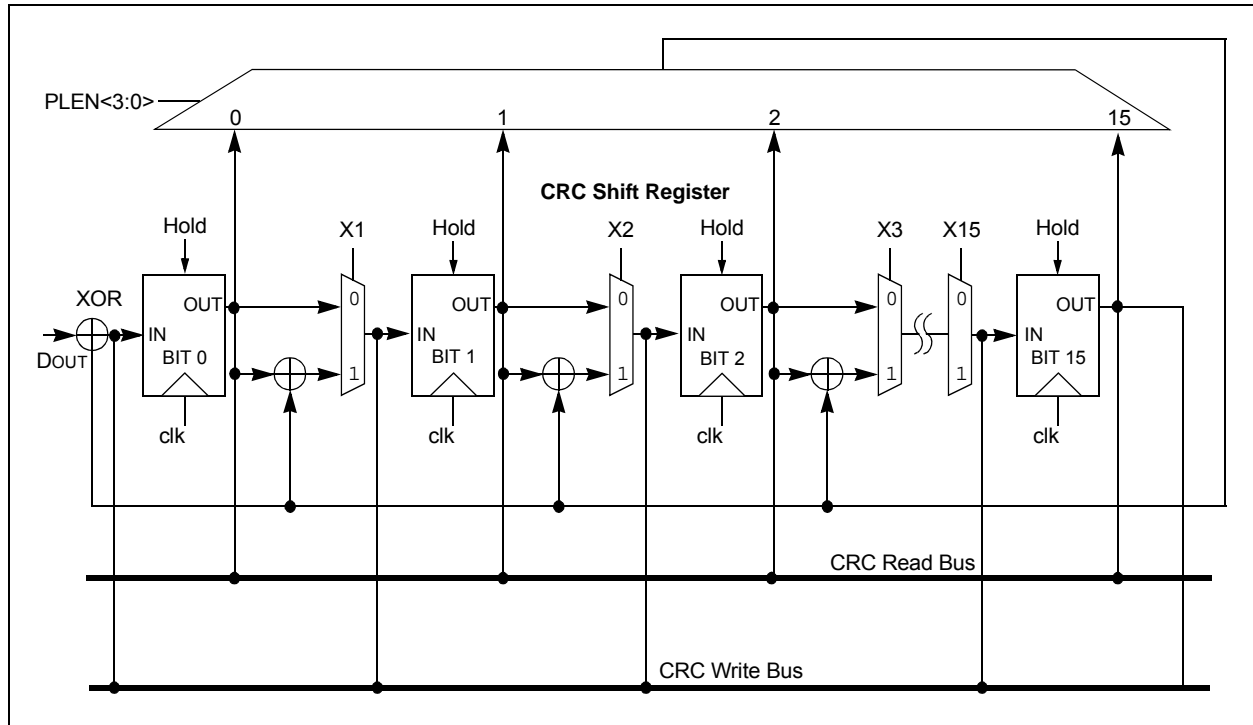 PLEN<3:0>
0 1 2 15
CRC Shift Register
Hold X1 Hold X2 Hold X3 X15 Hold
XOR
OUT 0 OUT 0 OUT 0 0 OUT
IN IN IN IN
DOUT
BIT 0 1 BIT 1 1 BIT 2 1 1 BIT 15
clk clk clk clk
CRC Read Bus
CRC Write Bus